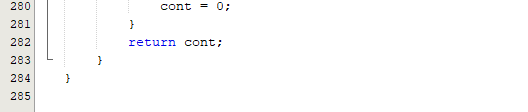 280 cont = 0;
281 }
282 return cont;
283 }
284 }
285